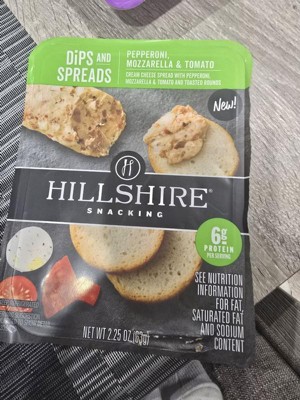 DiPS AND
SPREADS
PEPPERONI,
MOZZARELLA & TOMATO
CREAM CHEESE SPREAD WITH PEPPERONI,
MOZZARELLA & TOMATO AND TOASTED ROUNDS
New!
H
HILLSHIRE®
SNACKING
6g
PROTEIN
PER SERVING
SEE NUTRITION
INFORMATION
FOR FAT,
SATURATED FAT
AND SODIUM
CONTENT
NET WT 2.25 OZ (63g)